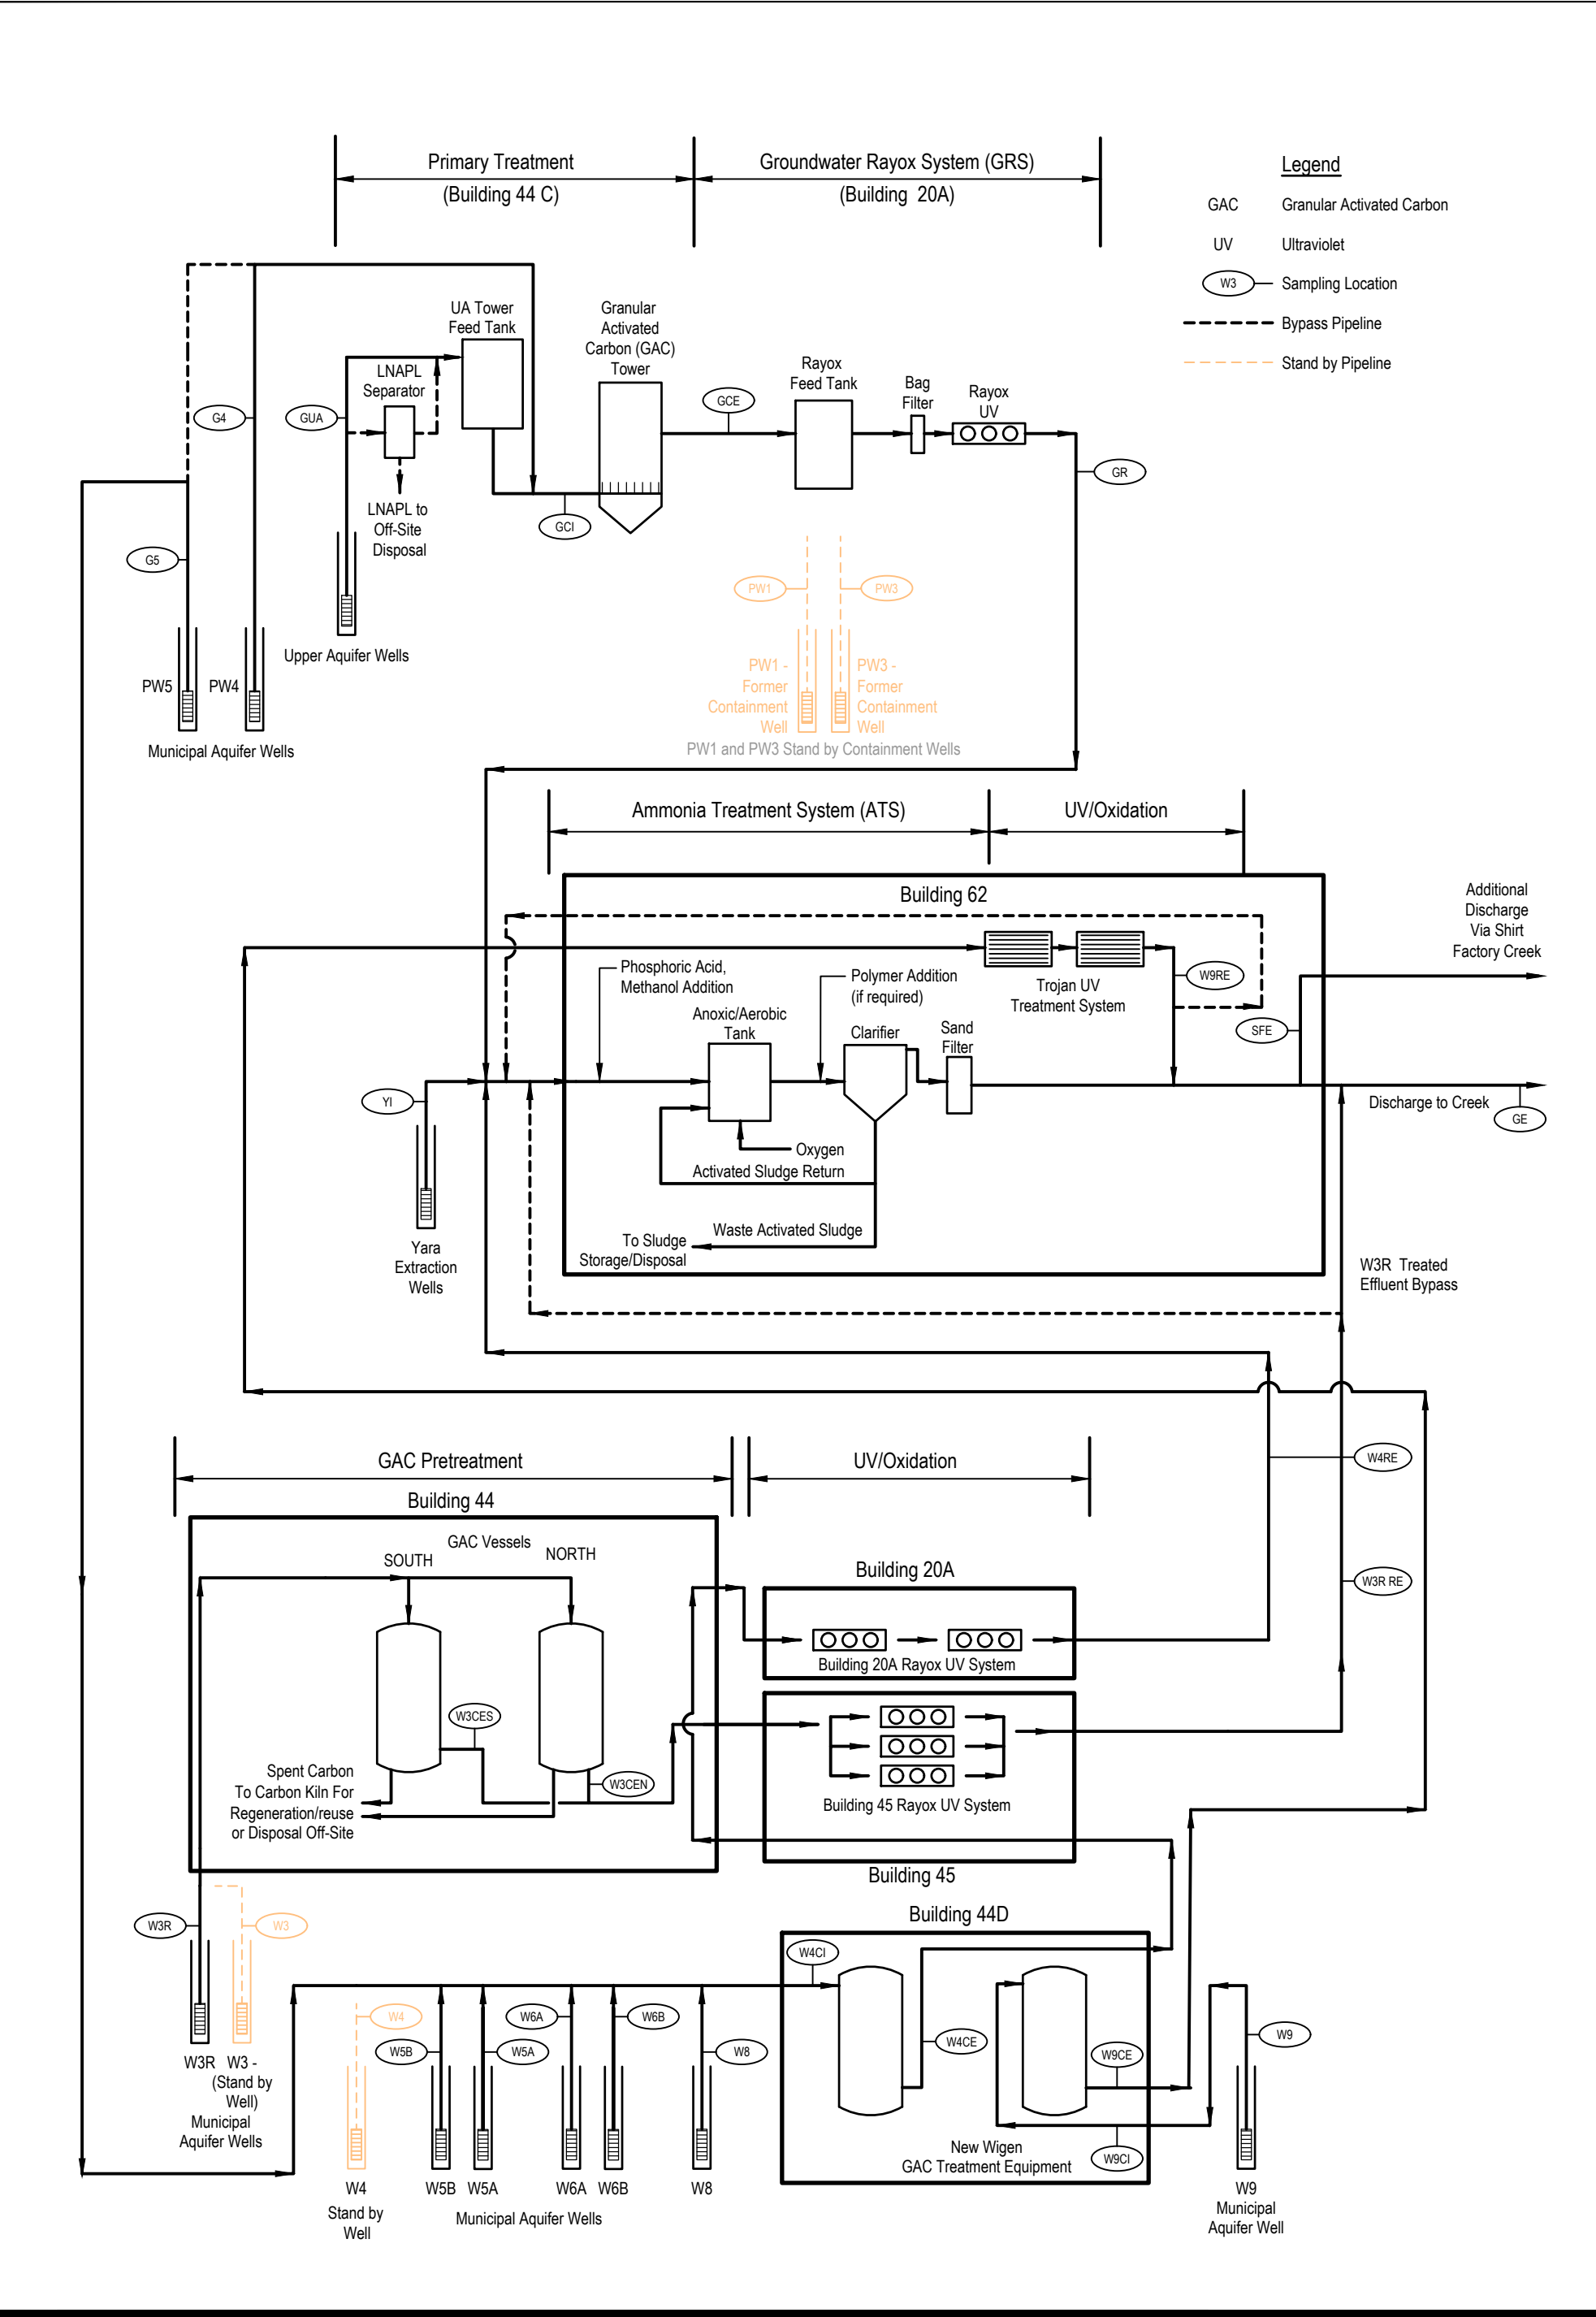 Primary Treatment
(Building 44 C)
Groundwater Rayox System (GRS)
(Building 20A)
Legend
GAC Granular Activated Carbon
UV Ultraviolet
W3 Sampling Location
Bypass Pipeline
Stand by Pipeline
UA Tower
Feed Tank
Granular
Activated
Carbon (GAC)
Tower
LNAPL
Separator
Rayox
Feed Tank
Bag
Filter
Rayox
UV
G4
GUA
GCE
GR
GCI
LNAPL to
Off-Site
Disposal
G5
PW1
PW3
Upper Aquifer Wells
PW5
PW4
Municipal Aquifer Wells
PW1 -
Former
Containment
Well
PW3 -
Former
Containment
Well
PW1 and PW3 Stand by Containment Wells
Ammonia Treatment System (ATS)
UV/Oxidation
Building 62
Additional
Discharge
Via Shirt
Factory Creek
Phosphoric Acid,
Methanol Addition
Polymer Addition
(if required)
Trojan UV
Treatment System
W9RE
Anoxic/Aerobic
Tank
Clarifier
Sand
Filter
SFE
YI
Discharge to Creek
GE
Oxygen
Activated Sludge Return
Waste Activated Sludge
To Sludge
Storage/Disposal
Yara
Extraction
Wells
W3R Treated
Effluent Bypass
GAC Pretreatment
UV/Oxidation
W4RE
Building 44
GAC Vessels
SOUTH
NORTH
Building 20A
W3R RE
Building 20A Rayox UV System
W3CES
W3CEN
Spent Carbon
To Carbon Kiln For
Regeneration/reuse
or Disposal Off-Site
Building 45 Rayox UV System
Building 45
Building 44D
W3R
W3
W4CI
W4
W6A
W6B
W5B
W5A
W8
W4CE
W9CE
W9
W3R
W3 -
(Stand by
Well)
Municipal
Aquifer Wells
New Wigen
GAC Treatment Equipment
W9CI
W4
Stand by
Well
W5B
W5A
W6A
W6B
W8
Municipal Aquifer Wells
W9
Municipal
Aquifer Well